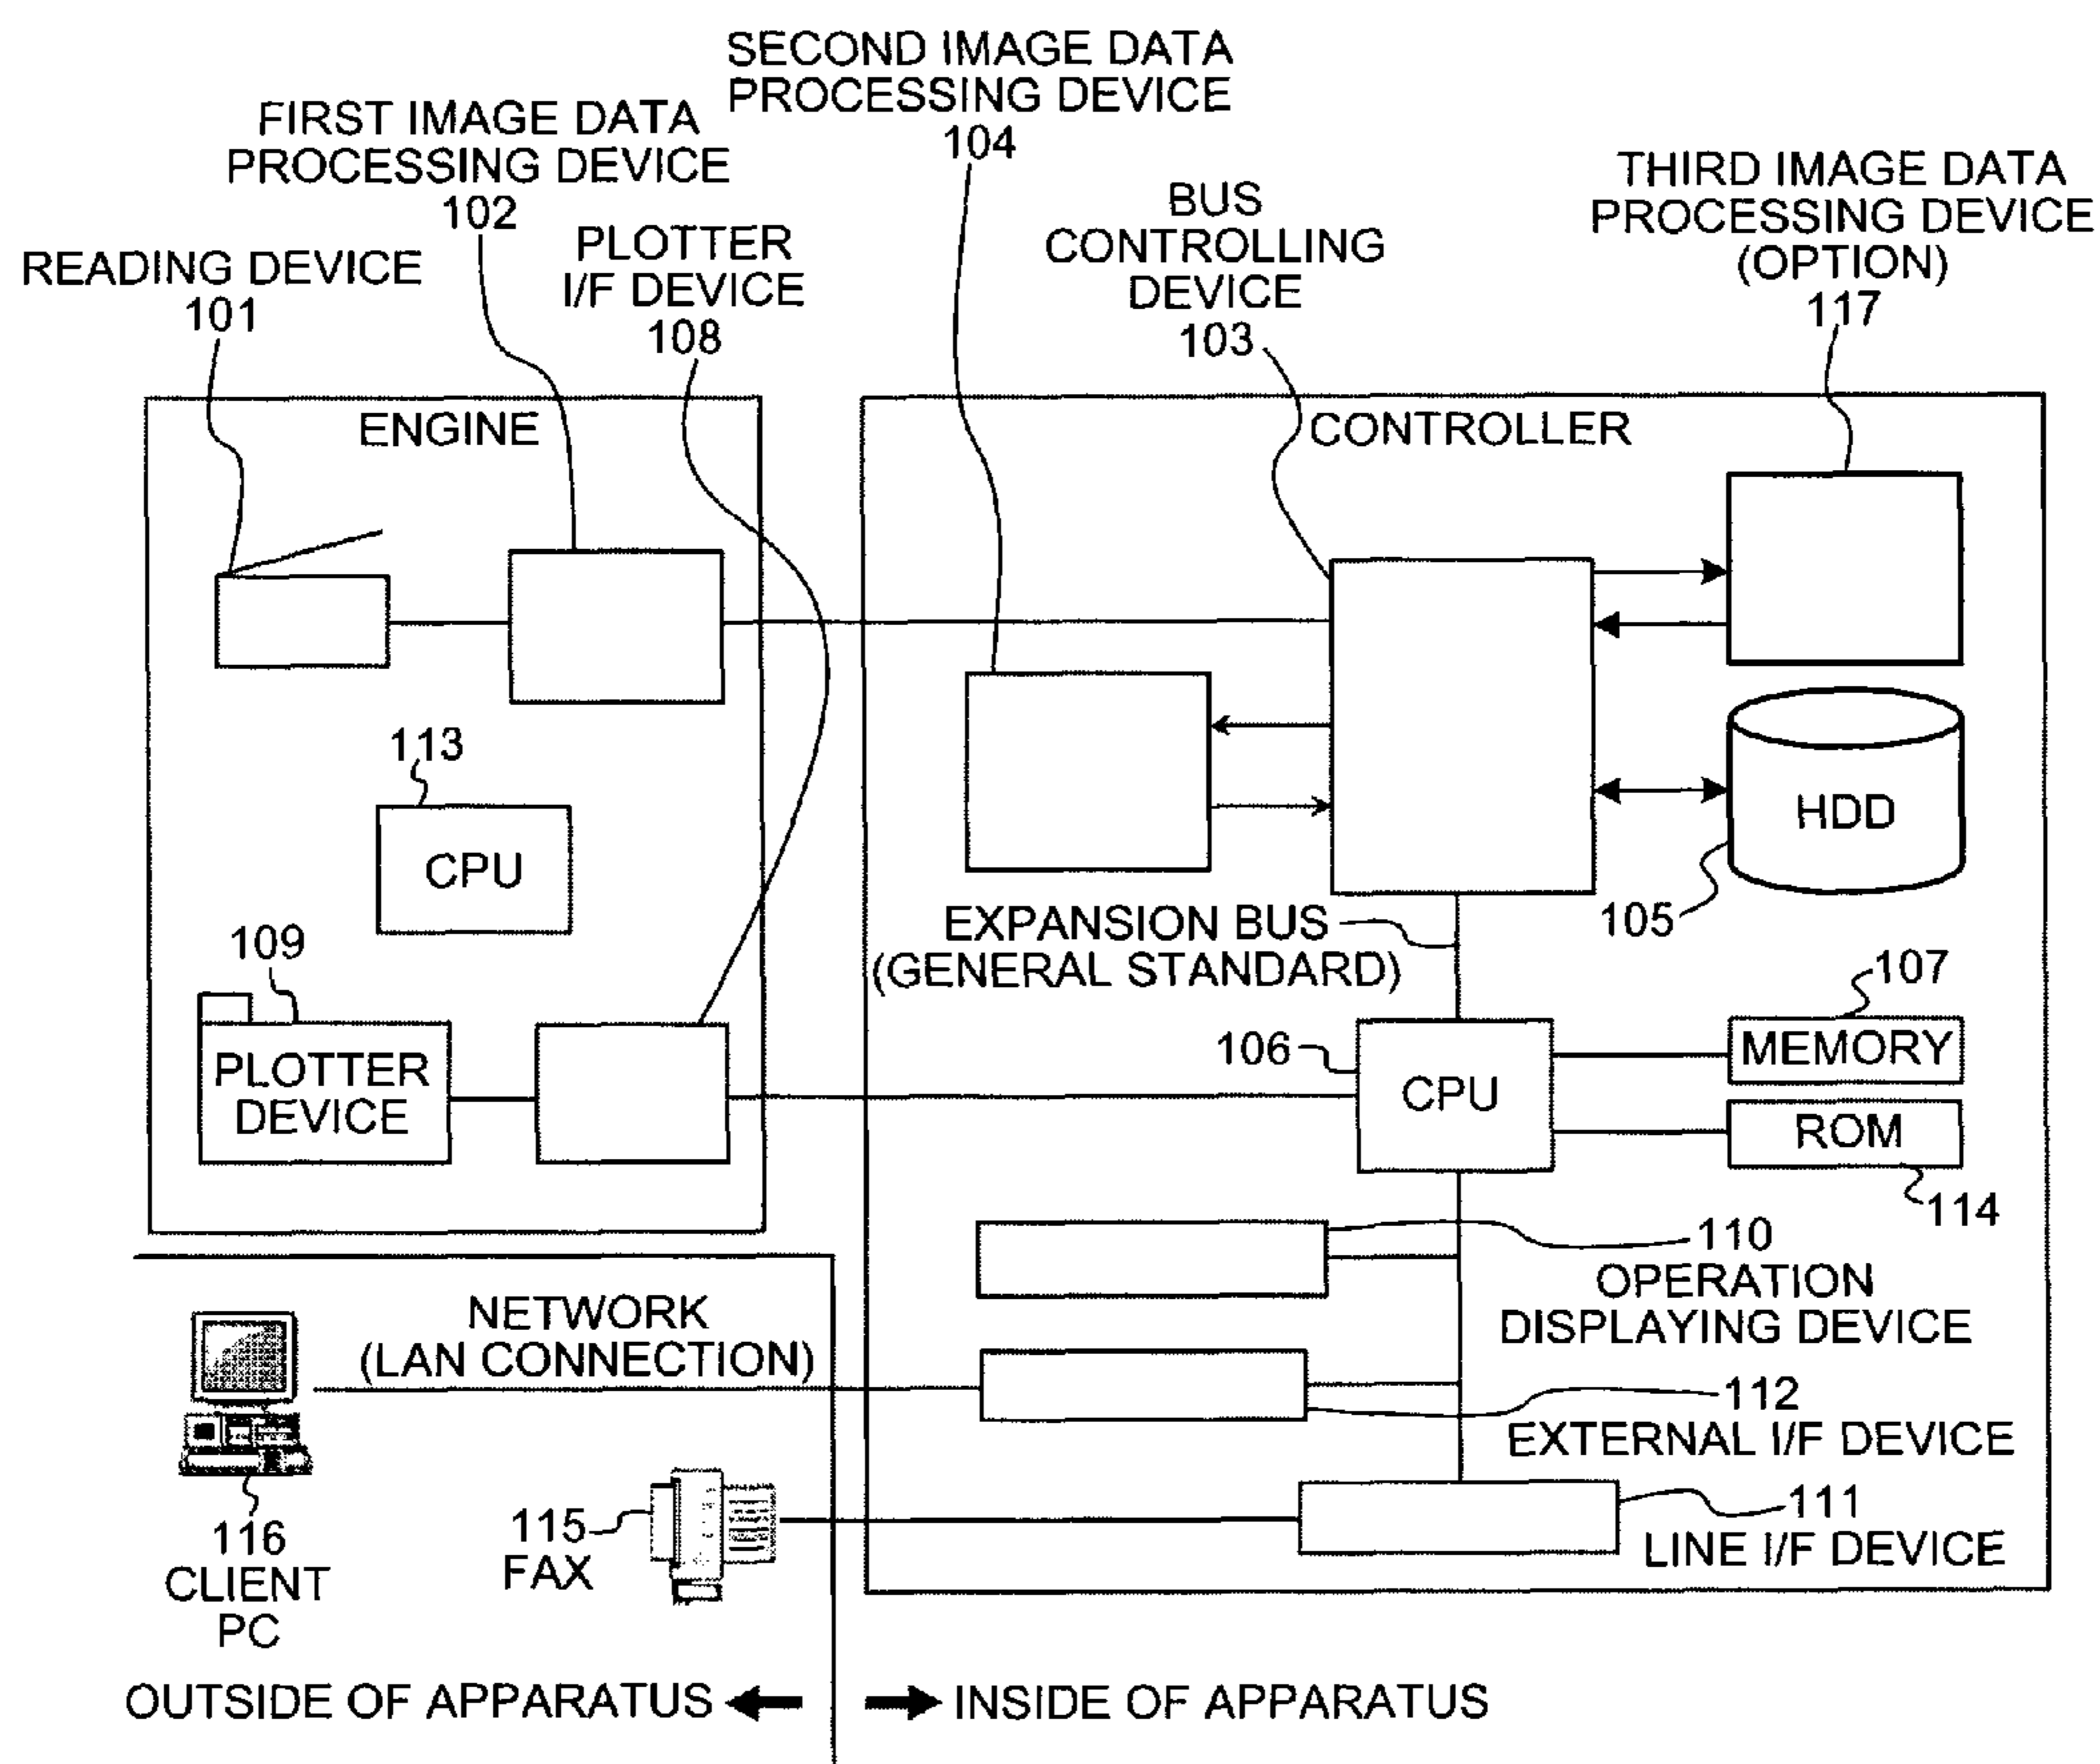 SECOND IMAGE DATA
PROCESSING DEVICE
104
FIRST IMAGE DATA
PROCESSING DEVICE
102
THIRD IMAGE DATA
PROCESSING DEVICE
(OPTION)
117
BUS
CONTROLLING
DEVICE
103
PLOTTER
I/F DEVICE
108
READING DEVICE
101
ENGINE
CONTROLLER
113
CPU
HDD
105
EXPANSION BUS
(GENERAL STANDARD)
109
PLOTTER
DEVICE
106
CPU
107
MEMORY
ROM
114
110
OPERATION
DISPLAYING DEVICE
NETWORK
(LAN CONNECTION)
112
EXTERNAL I/F DEVICE
111
LINE I/F DEVICE
116
CLIENT
PC
115
FAX
OUTSIDE OF APPARATUS
INSIDE OF APPARATUS